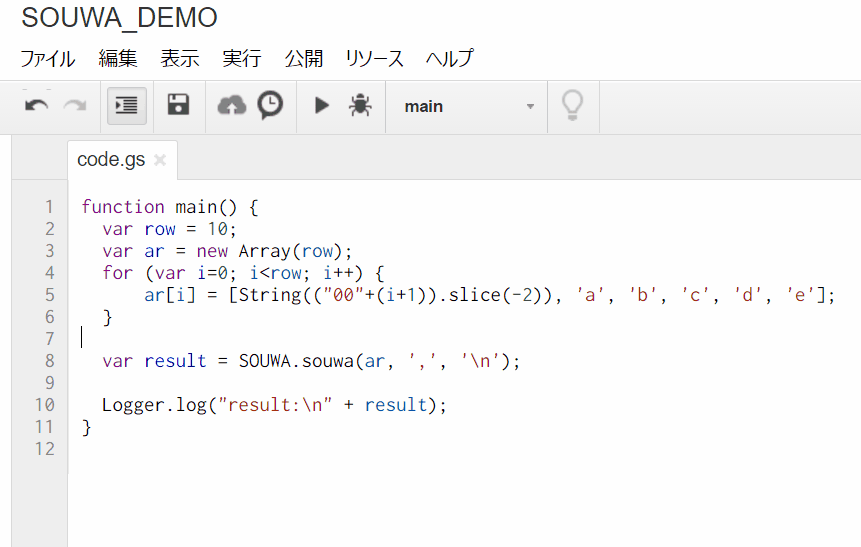 SOUWA_DEMO
ファイル 編集 表示 実行 公開 リソース ヘルプ
main
code.gs
1 function main() {
2   var row = 10;
3   var ar = new Array(row);
4   for (var i=0; i<row; i++) {
5       ar[i] = [String(("00"+(i+1)).slice(-2)), 'a', 'b', 'c', 'd', 'e'];
6   }
7
8   var result = SOUWA.souwa(ar, ',', '\n');
9
10   Logger.log("result:\n" + result);
11 }
12